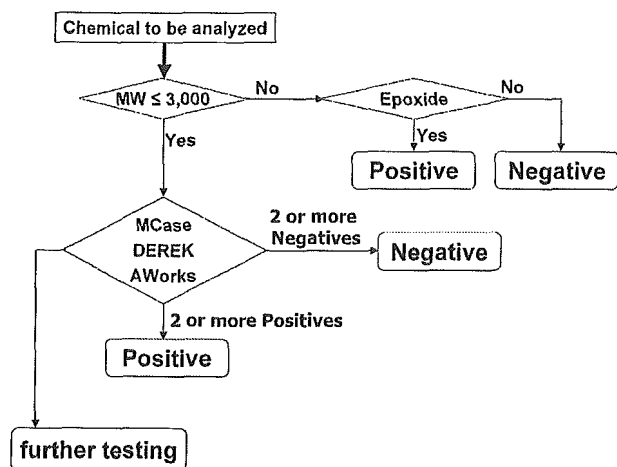 Chemical to be analyzed
MW ≤ 3,000
No
Epoxide
No
Yes
Yes
Positive
Negative
MCase
DEREK
AWorks
2 or more
Negatives
Negative
2 or more Positives
Positive
further testing